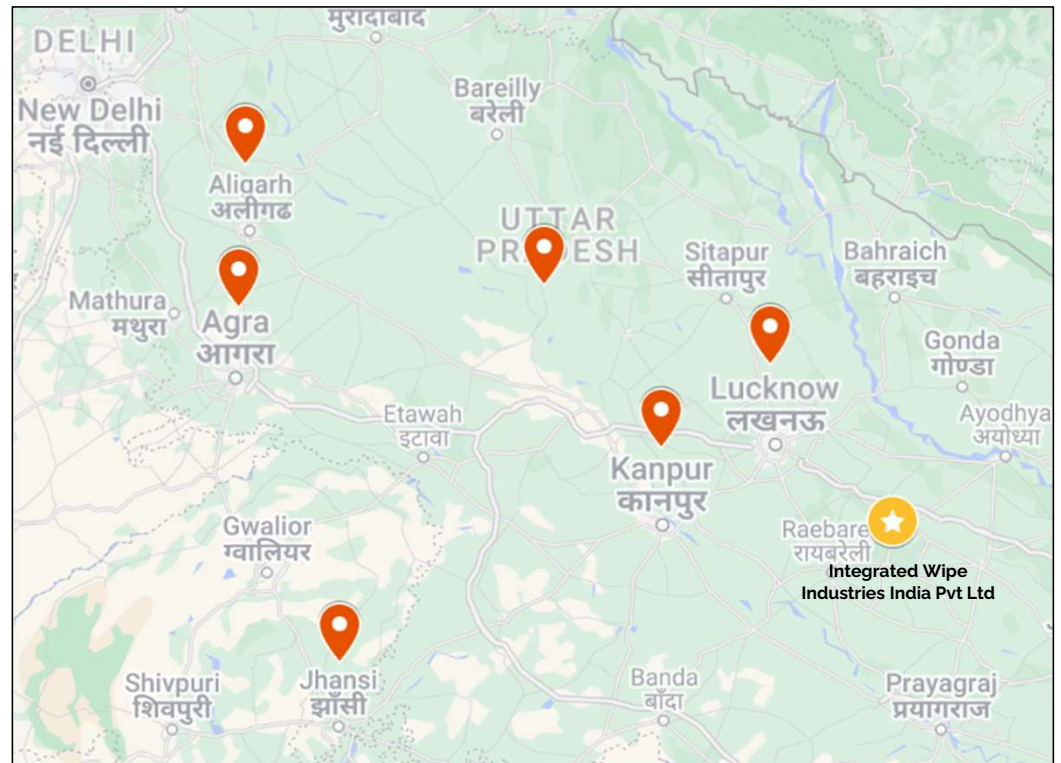 मुरादाबाद
DELHI
New Delhi
नई दिल्ली
Bareilly
बरेली
Aligarh
अलीगढ
UTTAR
PRADESH
Sitapur
सीतापुर
Bahraich
बहराइच
Mathura
मथुरा
Agra
आगरा
Gonda
गोण्डा
Lucknow
लखनऊ
Etawah
इटावा
Ayodhya
अयोध्या
Kanpur
कानपुर
Gwalior
ग्वालियर
Raebare
रायबरेली
Integrated Wipe
Industries India Pvt Ltd
Shivpuri
शिवपुरी
Jhansi
झाँसी
Banda
बाँदा
Prayagraj
प्रयागराज